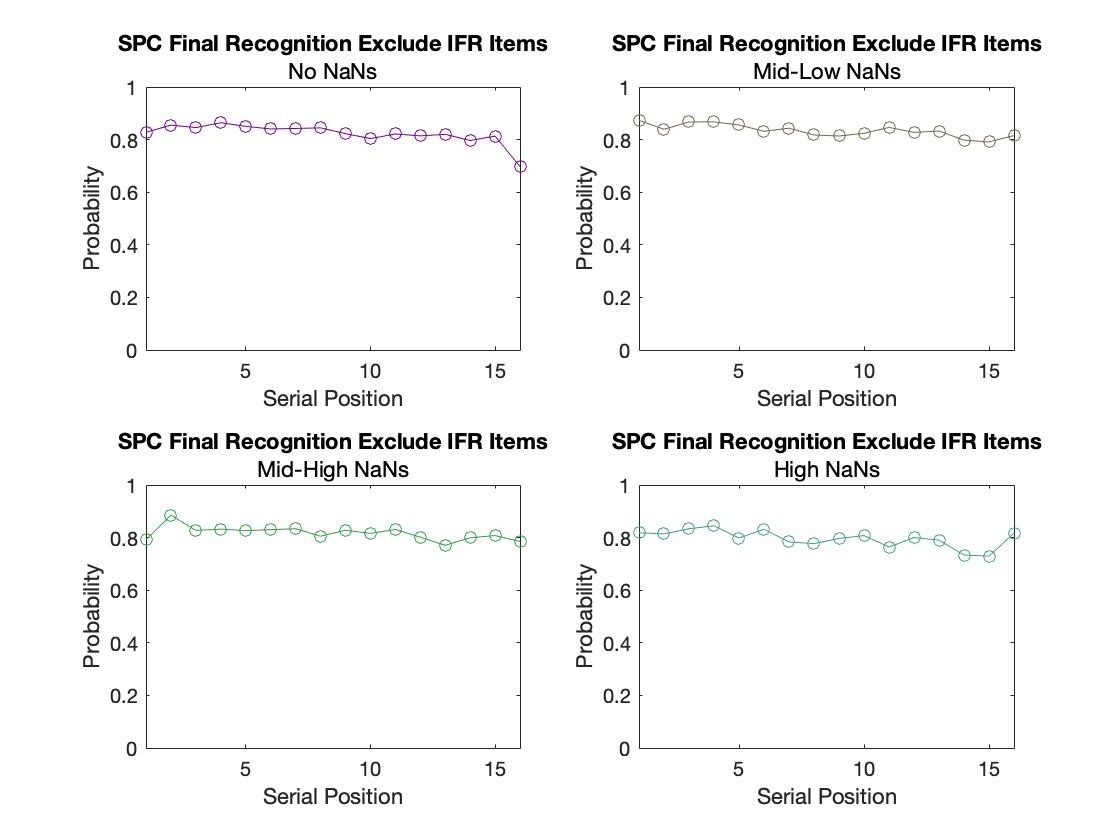 SPC Final Recognition Exclude IFR Items
No NaNs
1
0.8
0.6
0.4
0.2
0
Probability
5 10 15
Serial Position
SPC Final Recognition Exclude IFR Items
Mid-Low NaNs
1
0.8
0.6
0.4
0.2
0
Probability
5 10 15
Serial Position
SPC Final Recognition Exclude IFR Items
Mid-High NaNs
1
0.8
0.6
0.4
0.2
0
Probability
5 10 15
Serial Position
SPC Final Recognition Exclude IFR Items
High NaNs
1
0.8
0.6
0.4
0.2
0
Probability
5 10 15
Serial Position